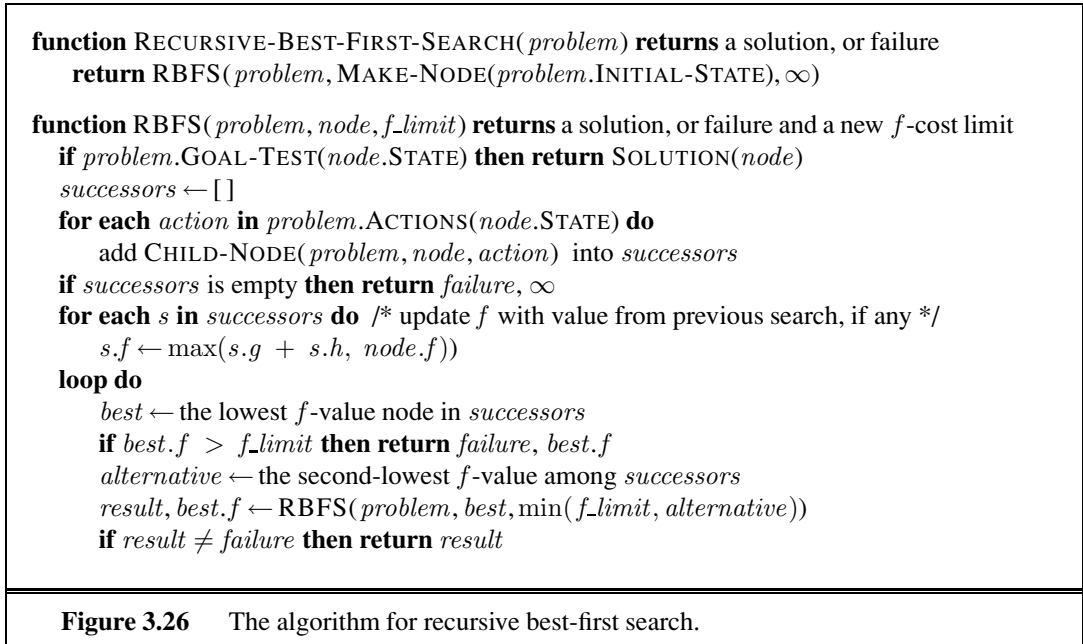 function RECURSIVE-BEST-FIRST-SEARCH(problem) returns a solution, or failure
return RBFS(problem, MAKE-NODE(problem.INITIAL-STATE), ∞)
function RBFS(problem, node, f_limit) returns a solution, or failure and a new f-cost limit
if problem.GOAL-TEST(node.STATE) then return SOLUTION(node)
successors ← [ ]
for each action in problem.ACTIONS(node.STATE) do
add CHILD-NODE(problem, node, action) into successors
if successors is empty then return failure, ∞
for each s in successors do /* update f with value from previous search, if any */
s.f ← max(s.g + s.h, node.f))
loop do
best ← the lowest f-value node in successors
if best.f > f_limit then return failure, best.f
alternative ← the second-lowest f-value among successors
result, best.f ← RBFS(problem, best, min(f_limit, alternative))
if result ≠ failure then return result
Figure 3.26 The algorithm for recursive best-first search.